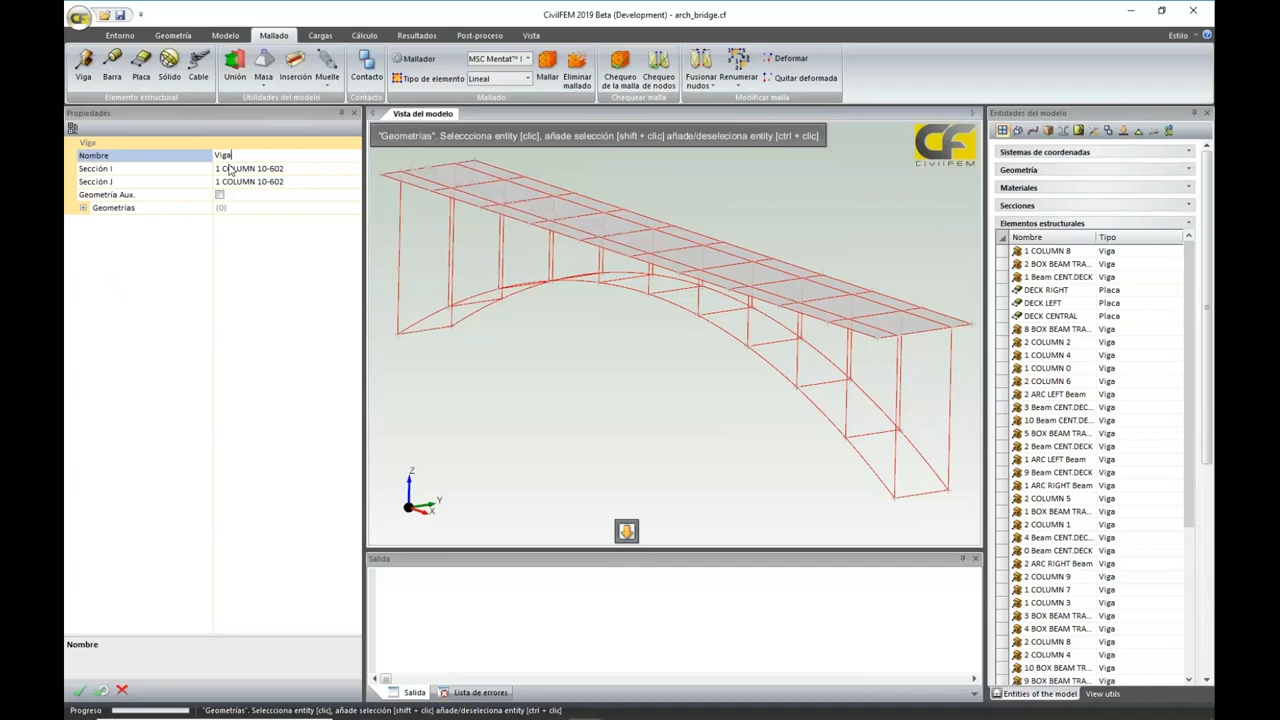 CivilFEM 2019 Beta (Development) - arch_bridge.cf
Entorno Geometría Modelo Mallado Cargas Cálculo Resultados Post-proceso Vista Estilo
Viga Barra Placa Sólido Cable
Elemento estructural
Unión Masa Inserción Muelle
Utilidades del modelo
Contacto
Contacto
Mallador MSC Mentat™ I
Tipo de elemento Lineal
Mallar Eliminar mallado
Mallado
Chequeo de la malla Chequeo de nodos
Chequear malla
Fusionar nudos Renumerar
Deformar
Quitar deformada
Modificar malla
Propiedades
Viga
Nombre Viga
Sección I 1 COLUMN 10-602
Sección J 1 COLUMN 10-602
Geometría Aux.
Geometrías (0)
Nombre
Vista del modelo
"Geometrías". Seleccciona entity [clic], añade selección [shift + clic] añade/deseleciona entity [ctrl + clic]
CF
CIVILFEM
Z
Y
X
Salida
Salida Lista de errores
Entidades del modelo
Sistemas de coordenadas
Geometría
Materiales
Secciones
Elementos estructurales
Nombre Tipo
1 COLUMN 8 Viga
2 BOX BEAM TRA... Viga
1 Beam CENT.DECK Viga
DECK RIGHT Placa
DECK LEFT Placa
DECK CENTRAL Placa
8 BOX BEAM TRA... Viga
2 COLUMN 2 Viga
1 COLUMN 4 Viga
1 COLUMN 0 Viga
2 COLUMN 6 Viga
2 ARC LEFT Beam Viga
3 Beam CENT.DEC... Viga
10 Beam CENT.DE... Viga
5 BOX BEAM TRA... Viga
2 Beam CENT.DECK Viga
1 ARC LEFT Beam Viga
9 Beam CENT.DECK Viga
1 ARC RIGHT Beam Viga
2 COLUMN 5 Viga
1 BOX BEAM TRA... Viga
2 COLUMN 1 Viga
4 Beam CENT.DECK Viga
0 Beam CENT.DECK Viga
2 ARC RIGHT Beam Viga
2 COLUMN 9 Viga
1 COLUMN 7 Viga
1 COLUMN 3 Viga
3 BOX BEAM TRA... Viga
4 BOX BEAM TRA... Viga
2 COLUMN 8 Viga
2 COLUMN 4 Viga
10 BOX BEAM TRA... Viga
9 BOX BEAM TRA... Viga
Entities of the model View utils
Progreso "Geometrías". Seleccciona entity [clic], añade selección [shift + clic] añade/deseleciona entity [ctrl + clic]